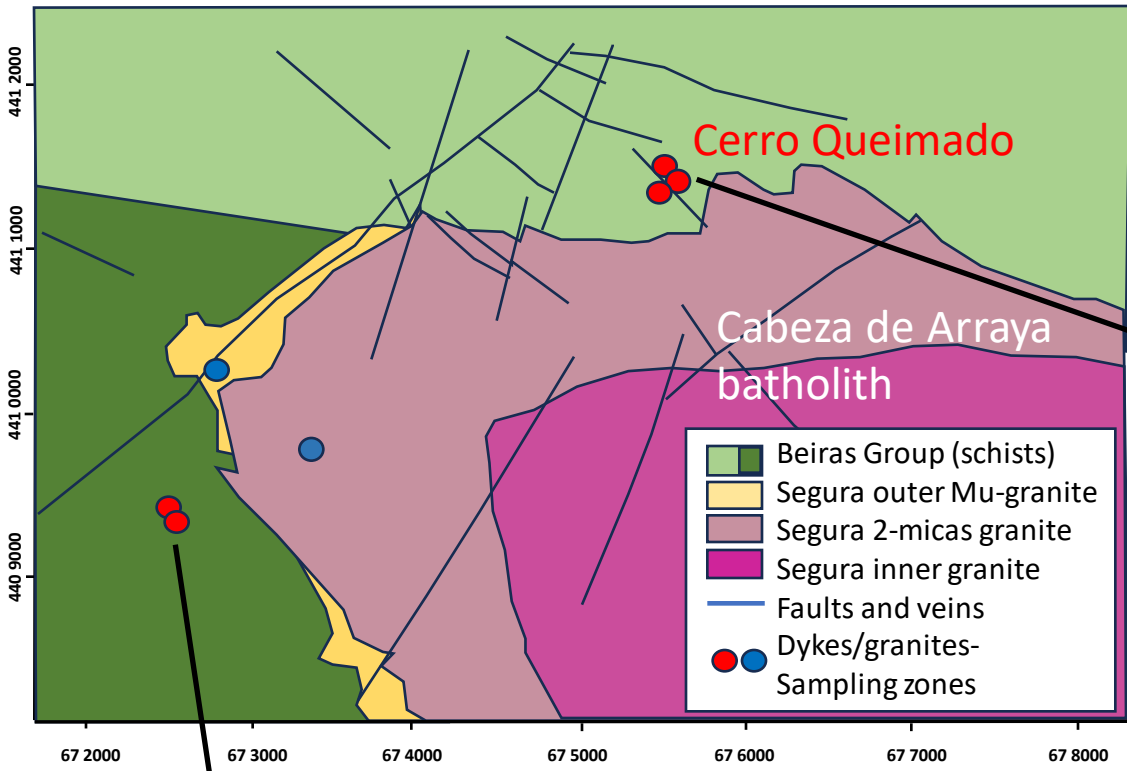 441 2000
Cerro Queimado
441 1000
Cabeza de Arraya
batholith
441 0000
Beiras Group (schists)
Segura outer Mu-granite
Segura 2-micas granite
440 9000
Segura inner granite
Faults and veins
Dykes/granites-
Sampling zones
67 2000
67 3000
67 4000
67 5000
67 6000
67 7000
67 8000